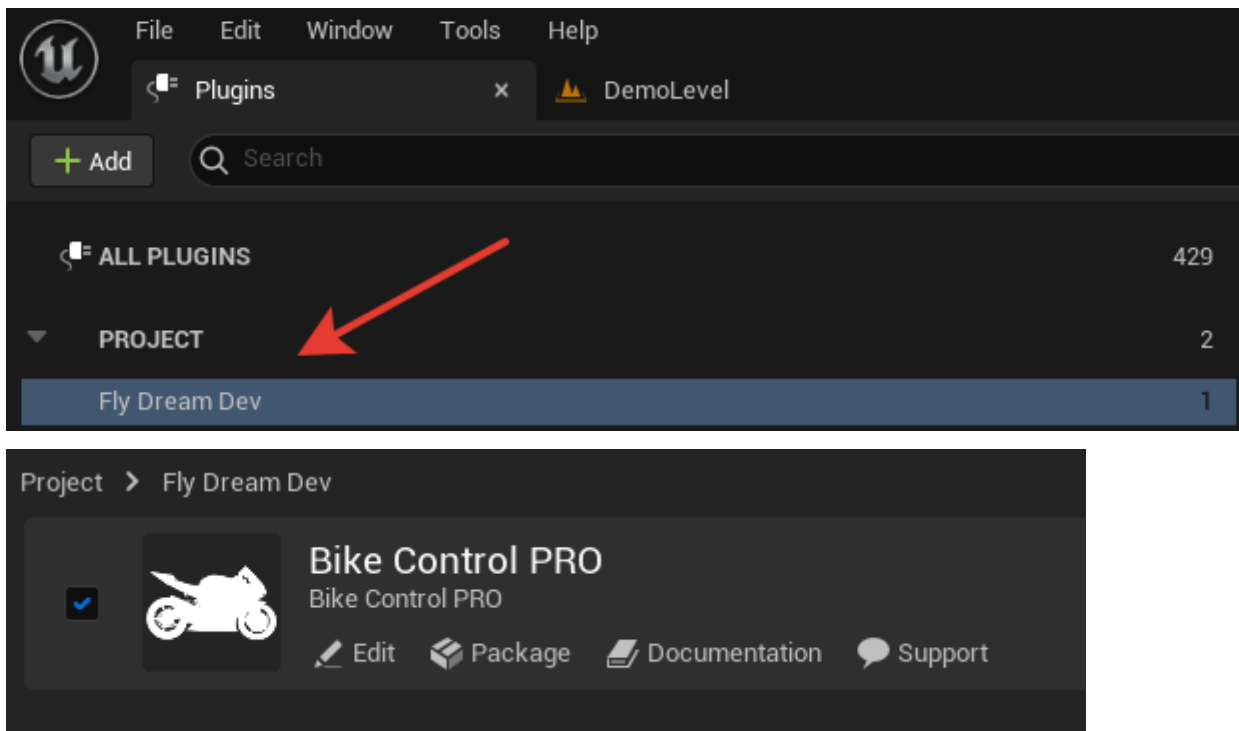 File Edit Window Tools Help
Plugins DemoLevel
Add Search
ALL PLUGINS 429
PROJECT 2
Fly Dream Dev 1
Project > Fly Dream Dev
Bike Control PRO
Bike Control PRO
Edit Package Documentation Support